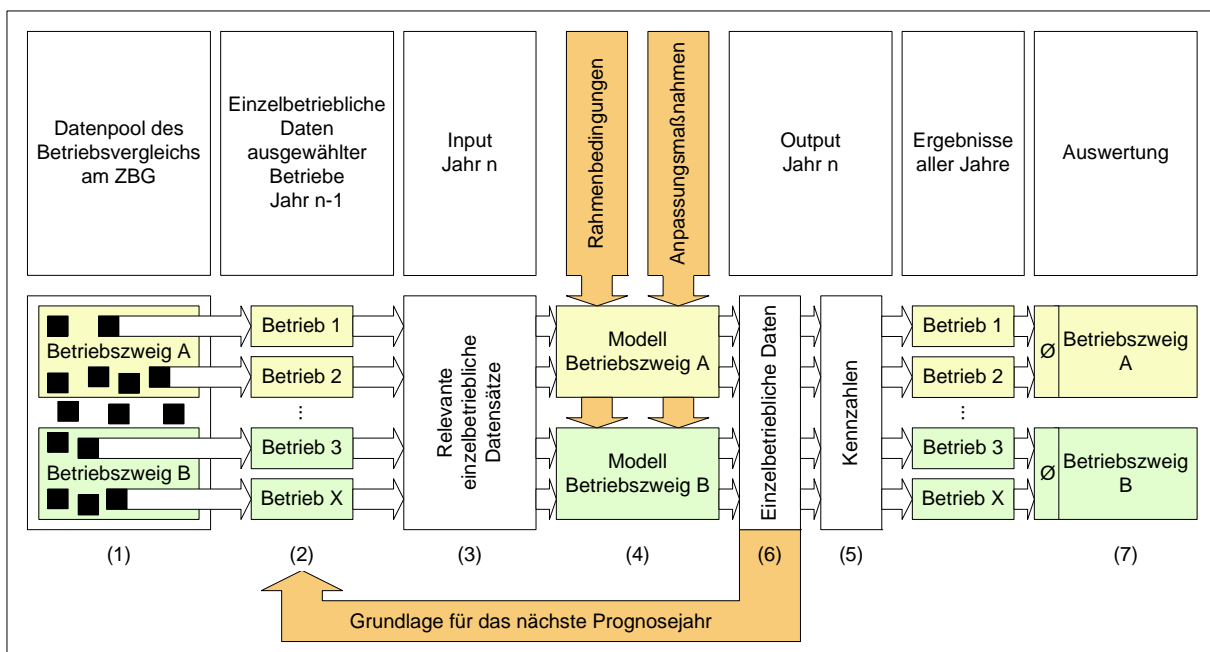 Datenpool des
Betriebsvergleichs
am ZBG
Einzelbetriebliche
Daten
ausgewählter
Betriebe
Jahr n-1
Input
Jahr n
Rahmenbedingungen
Anpassungsmaßnahmen
Output
Jahr n
Ergebnisse
aller Jahre
Auswertung
Betriebszweig A
Betriebszweig B
Betrieb 1
Betrieb 2
...
Betrieb 3
Betrieb X
Relevante
einzelbetriebliche
Datensätze
Modell
Betriebszweig A
Modell
Betriebszweig B
Einzelbetriebliche Daten
Kennzahlen
Betrieb 1
Betrieb 2
...
Betrieb 3
Betrieb X
Ø
Betriebszweig
A
Ø
Betriebszweig
B
(1)
(2)
(3)
(4)
(6)
(5)
(7)
Grundlage für das nächste Prognosejahr